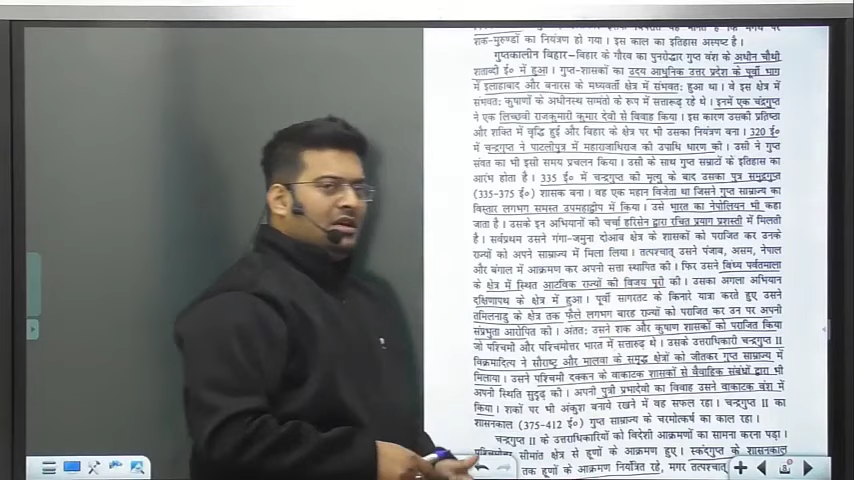 शक-मुरुण्डों का नियंत्रण हो गया । इस काल का इतिहास अस्पष्ट है ।
गुप्तकालीन बिहार–बिहार के गौरव का पुनरोद्धार गुप्त वंश के अधीन चौथी
शताब्दी ई० में हुआ । गुप्त-शासकों का उदय आधुनिक उत्तर प्रदेश के पूर्वी भाग
में इलाहाबाद और बनारस के मध्यवर्ती क्षेत्र में संभवतः हुआ था । वे इस क्षेत्र में
संभवतः कुषाणों के अधीनस्थ सामंतो के रूप में सत्तारूढ़ रहे थे । इनमें एक चंद्रगुप्त
ने एक लिच्छवी राजकुमारी कुमार देवी से विवाह किया । इस कारण उसकी प्रतिष्ठा
और शक्ति में वृद्धि हुई और बिहार के क्षेत्र पर भी उसका नियंत्रण बना । 320 ई०
में चन्द्रगुप्त ने पाटलीपुत्र में महाराजाधिराज की उपाधि धारण की । उसी ने गुप्त
संवत का भी इसी समय प्रचलन किया । उसी के साथ गुप्त सम्राटों के इतिहास का
आरंभ होता है । 335 ई० में चन्द्रगुप्त की मृत्यु के बाद उसका पुत्र समुद्रगुप्त
(335-375 ई०) शासक बना । वह एक महान विजेता था जिसने गुप्त साम्राज्य का
विस्तार लगभग समस्त उपमहाद्वीप में किया । उसे भारत का नेपोलियन भी कहा
जाता है । उसके इन अभियानों की चर्चा हरिसेन द्वारा रचित प्रयाग प्रशस्ती में मिलती
है । सर्वप्रथम उसने गंगा-जमुना दोआब क्षेत्र के शासकों को पराजित कर उनके
राज्यों को अपने साम्राज्य में मिला लिया । तत्पश्चात् उसने पंजाब, असम, नेपाल
और बंगाल में आक्रमण कर अपनी सत्ता स्थापित की । फिर उसने विंध्य पर्वतमाला
के क्षेत्र में स्थित आटविक राज्यों की विजय पूरी की । उसका अगला अभियान
दक्षिणापथ के क्षेत्र में हुआ । पूर्वी सागरतट के किनारे यात्रा करते हुए उसने
तमिलनाडु के क्षेत्र तक फैले लगभग बारह राज्यों को पराजित कर उन पर अपनी
संप्रभुता आरोपित की । अंततः उसने शक और कुषाण शासकों को पराजित किया
जो पश्चिमी और पश्चिमोत्तर भारत में सत्तारुढ थे । उसके उत्तराधिकारी चन्द्रगुप्त II
विक्रमादित्य ने सौराष्ट्र और मालवा के समृद्ध क्षेत्रों को जीतकर गुप्त साम्राज्य में
मिलाया । उसने पश्चिमी दक्कन के वाकाटक शासकों से वैवाहिक संबंधों द्वारा भी
अपनी स्थिति सुदृढ़ की । अपनी पुत्री प्रभादेवी का विवाह उसने वाकाटक वंश में
किया । शकों पर भी अंकुश बनाये रखने में वह सफल रहा । चन्द्रगुप्त II का
शासनकाल (375-412 ई०) गुप्त साम्राज्य के चरमोत्कर्ष का काल रहा ।
चन्द्रगुप्त II के उत्तराधिकारियों को विदेशी आक्रमणों का सामना करना पड़ा ।
सीमांत क्षेत्र से हूणों के आक्रमण हुए । स्कंदगुप्त के शासनकाल
तक हूणों के आक्रमण नियंत्रित रहे, मगर तत्पश्चात्